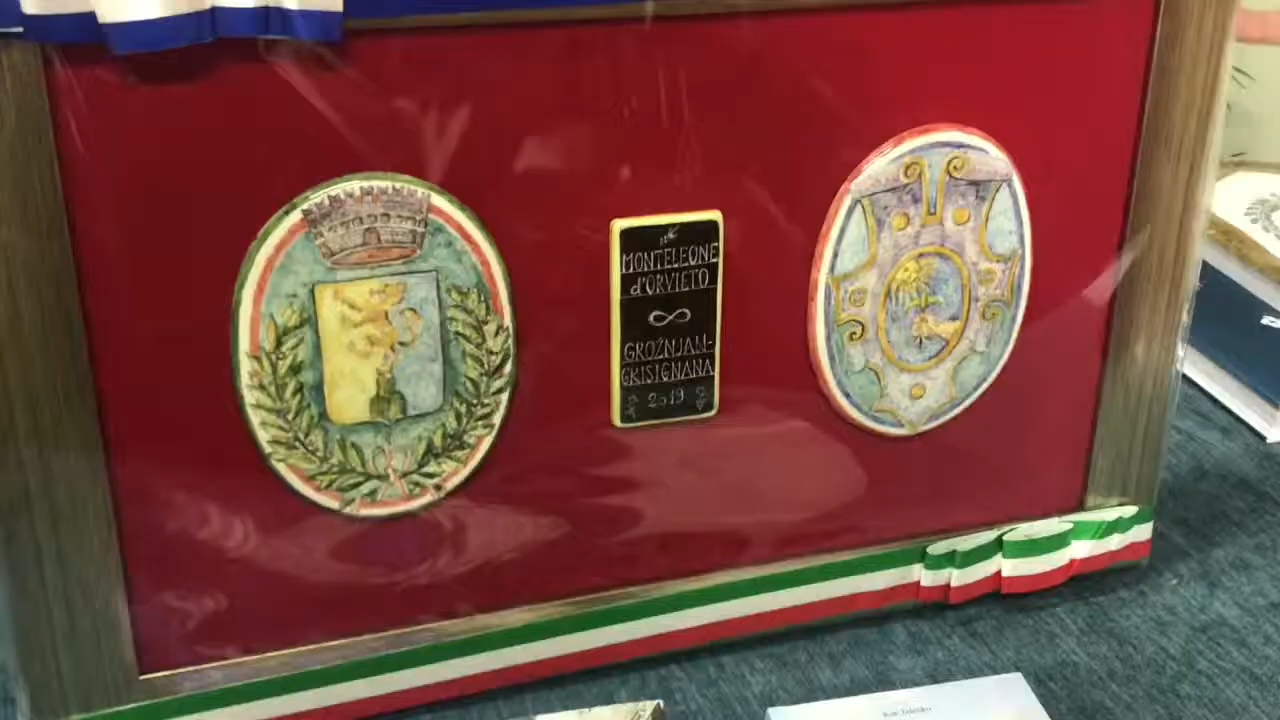 MONTELEONE
d'ORVIETO
∞
GROŽNJAN-
GRISIGNANA
2019